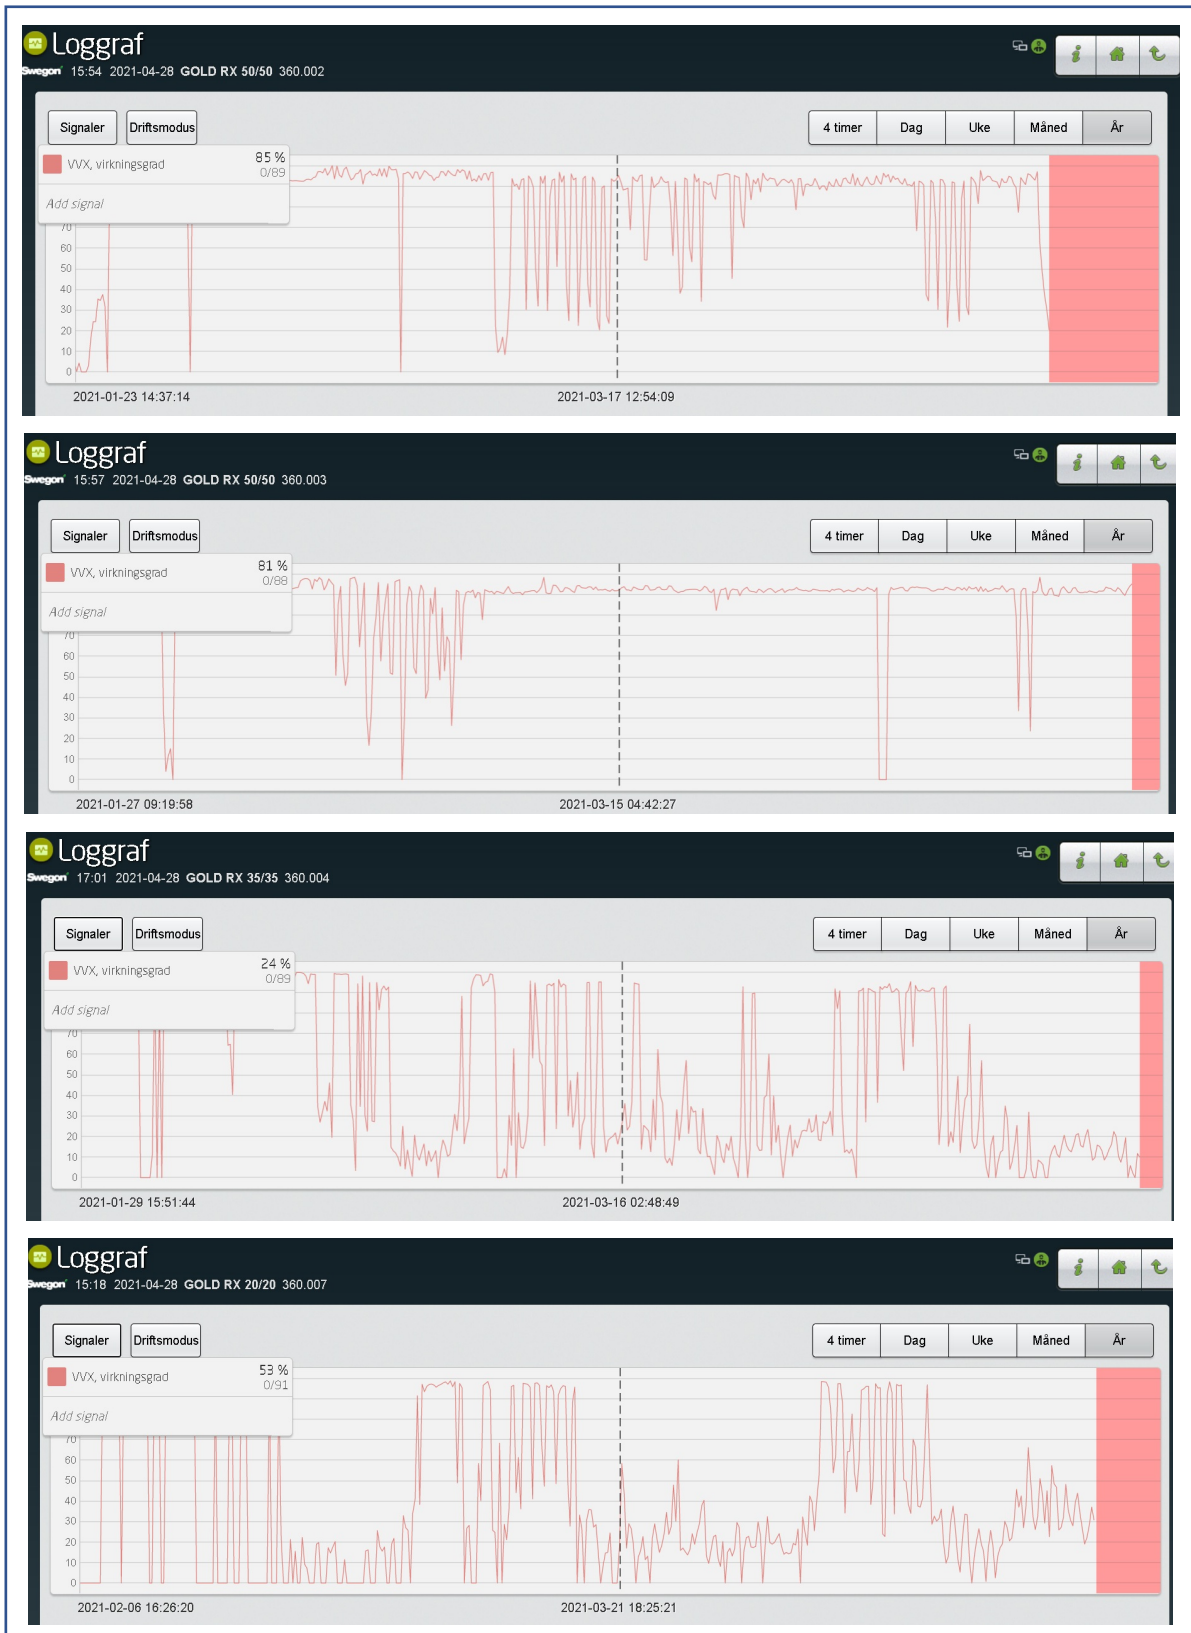 Loggraf
Swegon 15:54 2021-04-28 GOLD RX 50/50 360.002
Signaler Driftsmodus 4 timer Dag Uke Måned År
VVX, virkningsgrad 85 %
0/89
Add signal
70
60
50
40
30
20
10
0
2021-01-23 14:37:14 2021-03-17 12:54:09
Loggraf
Swegon 15:57 2021-04-28 GOLD RX 50/50 360.003
Signaler Driftsmodus 4 timer Dag Uke Måned År
VVX, virkningsgrad 81 %
0/88
Add signal
70
60
50
40
30
20
10
0
2021-01-27 09:19:58 2021-03-15 04:42:27
Loggraf
Swegon 17:01 2021-04-28 GOLD RX 35/35 360.004
Signaler Driftsmodus 4 timer Dag Uke Måned År
VVX, virkningsgrad 24 %
0/89
Add signal
70
60
50
40
30
20
10
0
2021-01-29 15:51:44 2021-03-16 02:48:49
Loggraf
Swegon 15:18 2021-04-28 GOLD RX 20/20 360.007
Signaler Driftsmodus 4 timer Dag Uke Måned År
VVX, virkningsgrad 53 %
0/91
Add signal
70
60
50
40
30
20
10
0
2021-02-06 16:26:20 2021-03-21 18:25:21